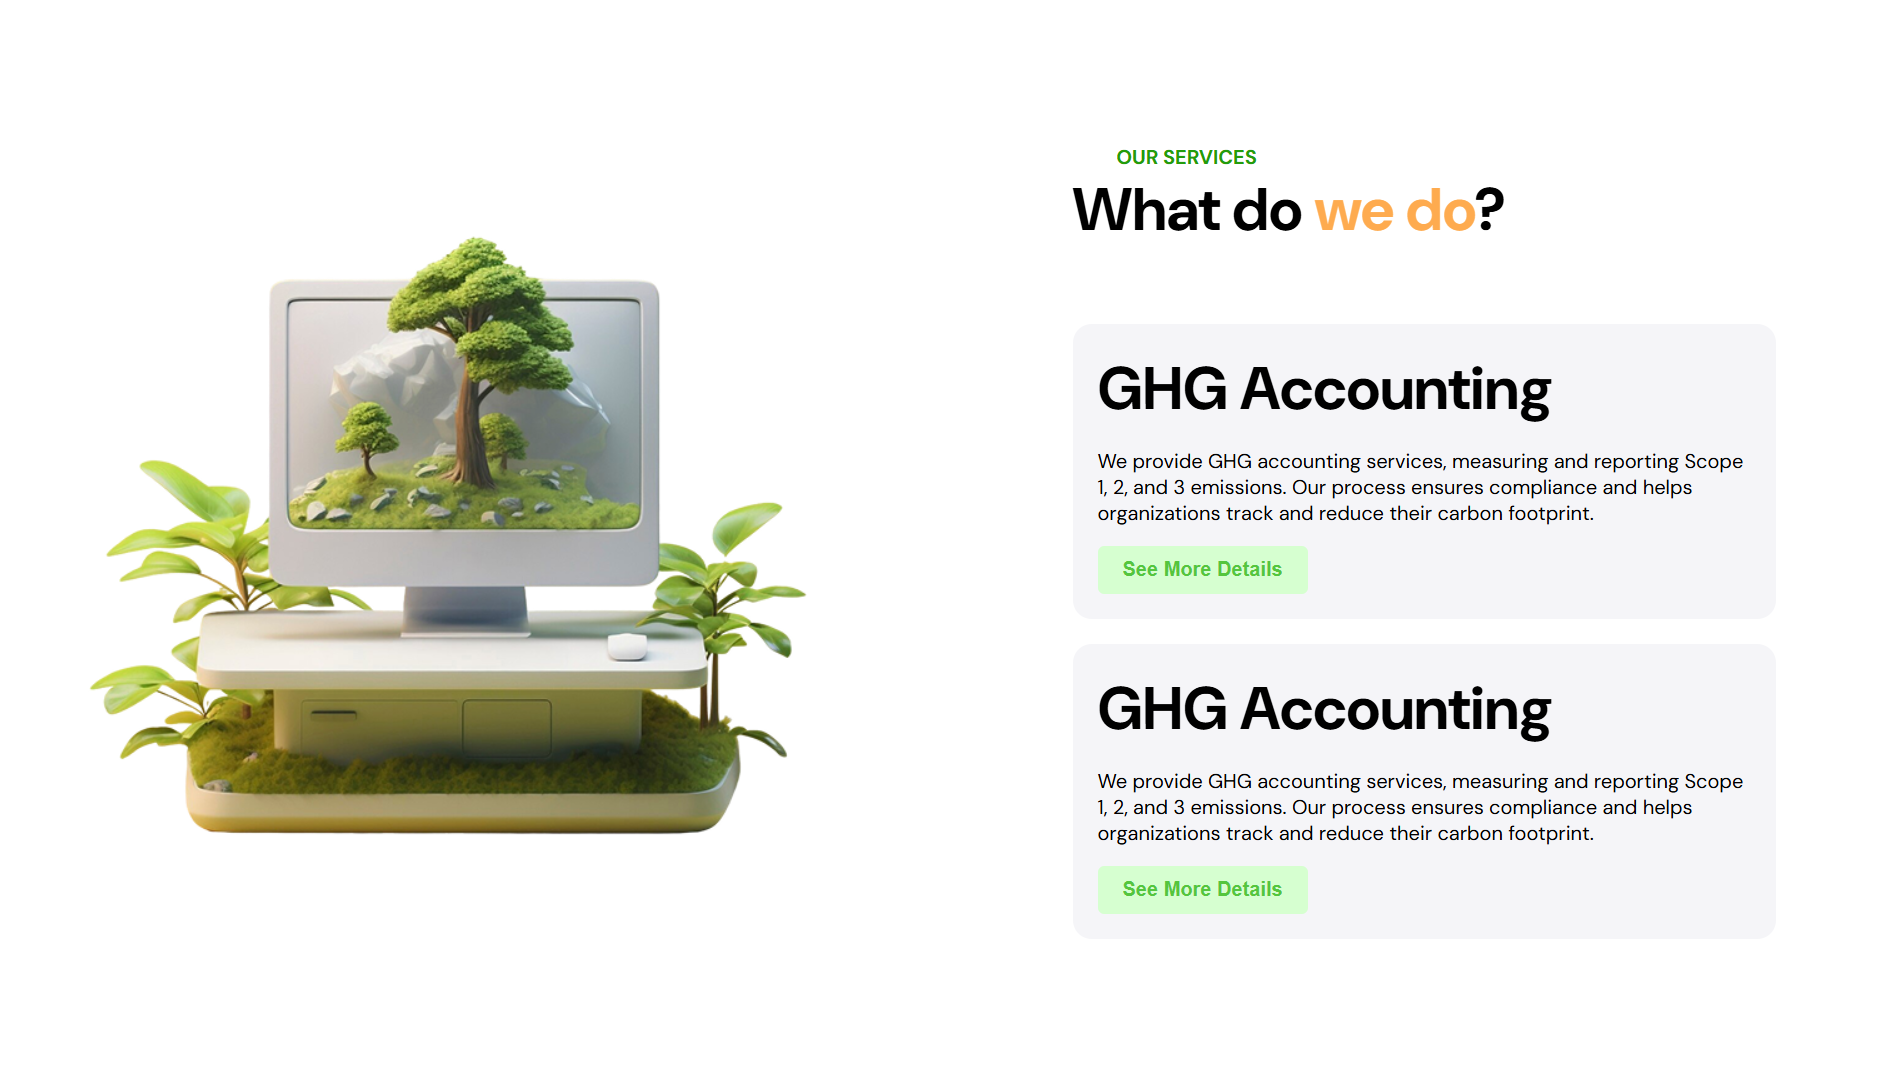 OUR SERVICES
What do we do?
GHG Accounting
We provide GHG accounting services, measuring and reporting Scope
1, 2, and 3 emissions. Our process ensures compliance and helps
organizations track and reduce their carbon footprint.
See More Details
GHG Accounting
We provide GHG accounting services, measuring and reporting Scope
1, 2, and 3 emissions. Our process ensures compliance and helps
organizations track and reduce their carbon footprint.
See More Details